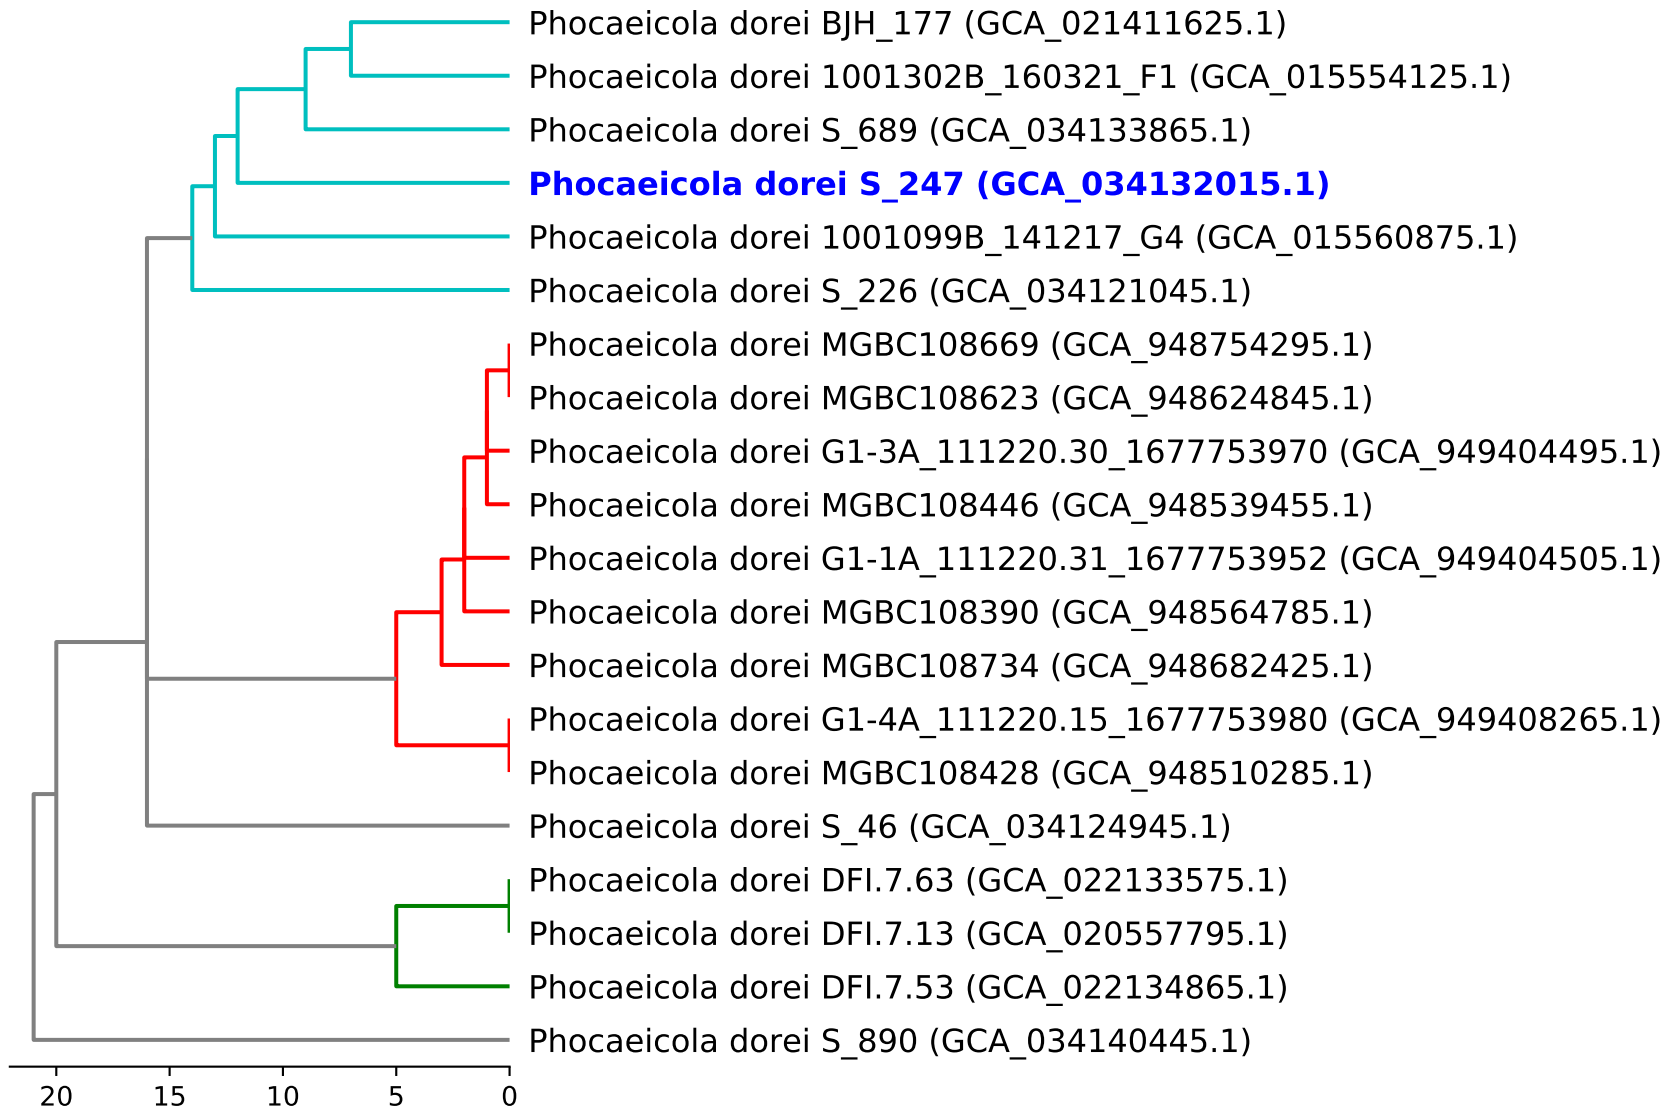 Phocaeicola dorei BJH_177 (GCA_021411625.1)
Phocaeicola dorei 1001302B_160321_F1 (GCA_015554125.1)
Phocaeicola dorei S_689 (GCA_034133865.1)
Phocaeicola dorei S_247 (GCA_034132015.1)
Phocaeicola dorei 1001099B_141217_G4 (GCA_015560875.1)
Phocaeicola dorei S_226 (GCA_034121045.1)
Phocaeicola dorei MGBC108669 (GCA_948754295.1)
Phocaeicola dorei MGBC108623 (GCA_948624845.1)
Phocaeicola dorei G1-3A_111220.30_1677753970 (GCA_949404495.1)
Phocaeicola dorei MGBC108446 (GCA_948539455.1)
Phocaeicola dorei G1-1A_111220.31_1677753952 (GCA_949404505.1)
Phocaeicola dorei MGBC108390 (GCA_948564785.1)
Phocaeicola dorei MGBC108734 (GCA_948682425.1)
Phocaeicola dorei G1-4A_111220.15_1677753980 (GCA_949408265.1)
Phocaeicola dorei MGBC108428 (GCA_948510285.1)
Phocaeicola dorei S_46 (GCA_034124945.1)
Phocaeicola dorei DFI.7.63 (GCA_022133575.1)
Phocaeicola dorei DFI.7.13 (GCA_020557795.1)
Phocaeicola dorei DFI.7.53 (GCA_022134865.1)
Phocaeicola dorei S_890 (GCA_034140445.1)
20 15 10 5 0